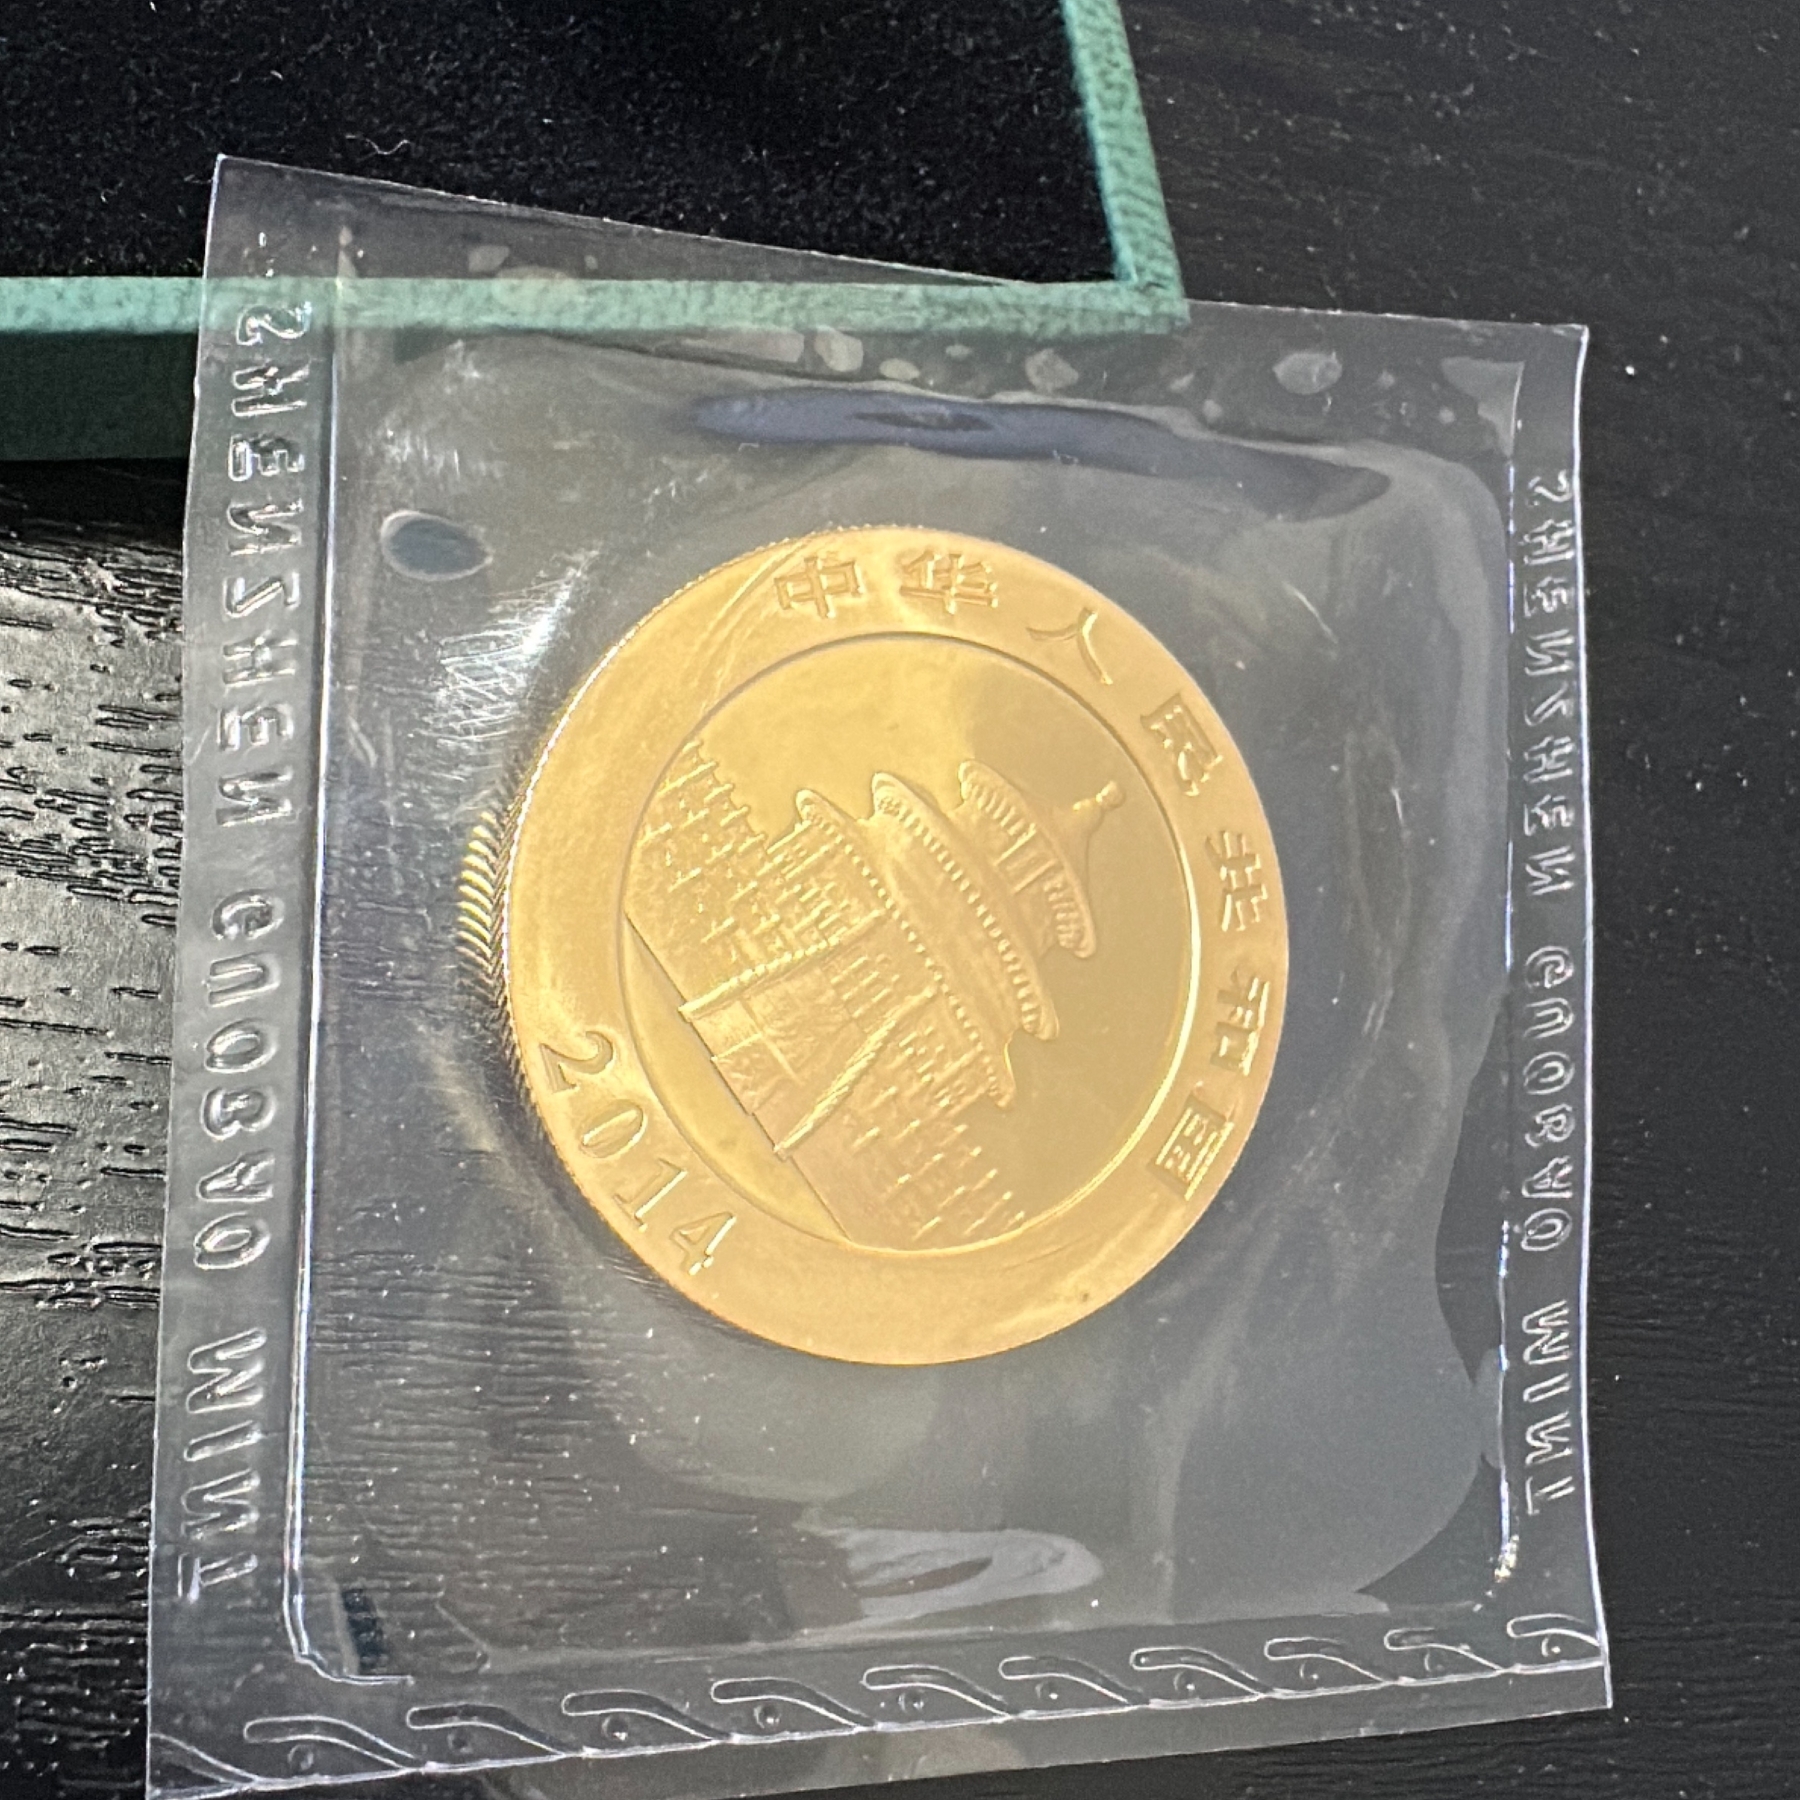 中华人民共和国
2014
SHENZHEN GUOBAO MINT
SHENZHEN GUOBAO MINT